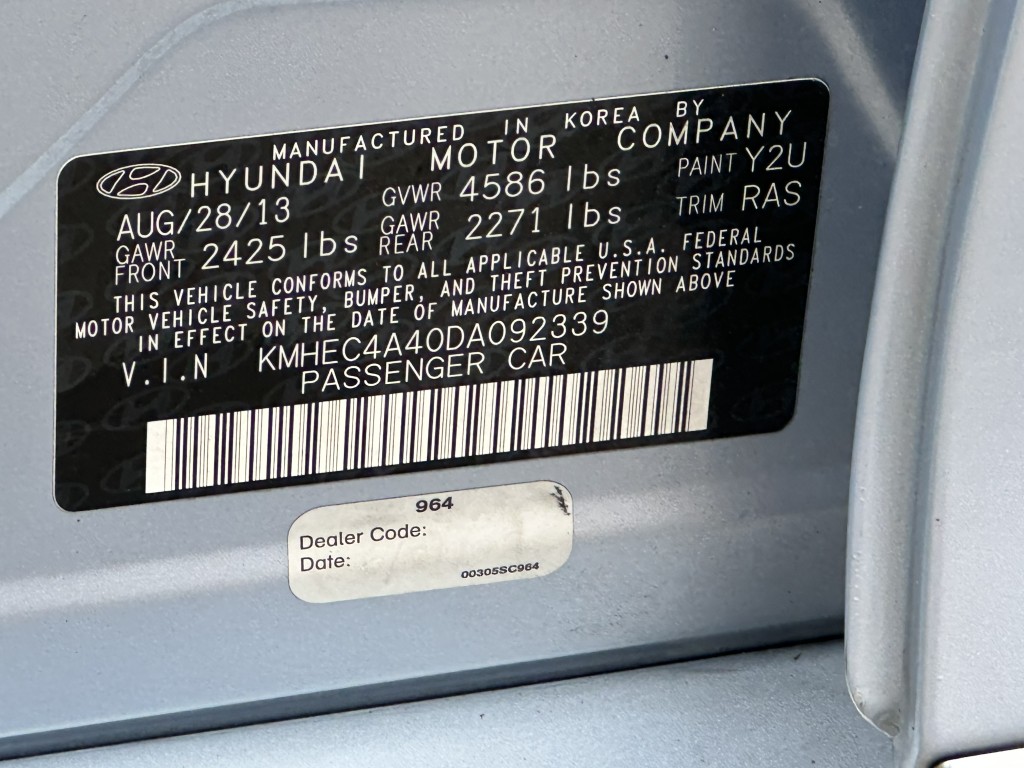 MANUFACTURED IN KOREA BY
HYUNDAI MOTOR COMPANY
AUG/28/13 GVWR 4586 lbs PAINT Y2U
GAWR FRONT 2425 lbs GAWR REAR 2271 lbs TRIM RAS
THIS VEHICLE CONFORMS TO ALL APPLICABLE U.S.A. FEDERAL
MOTOR VEHICLE SAFETY, BUMPER, AND THEFT PREVENTION STANDARDS
IN EFFECT ON THE DATE OF MANUFACTURE SHOWN ABOVE
V.I.N KMHEC4A40DA092339
PASSENGER CAR
964
Dealer Code:
Date:
00305SC964